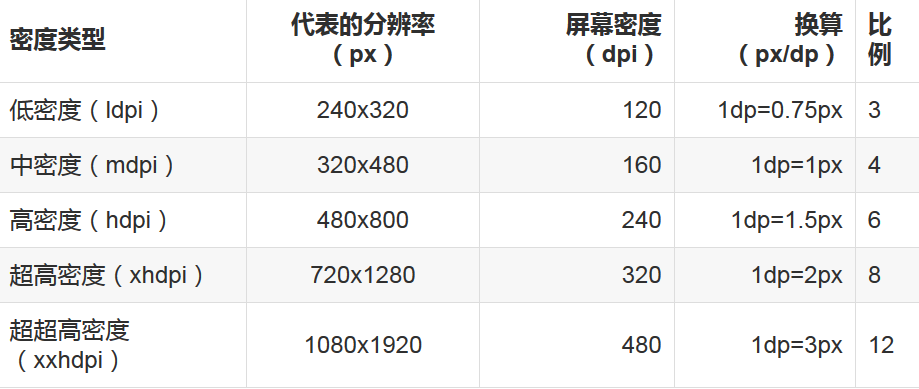 密度类型 代表的分辨率（px） 屏幕密度（dpi） 换算（px/dp） 比例
低密度（ldpi） 240x320 120 1dp=0.75px 3
中密度（mdpi） 320x480 160 1dp=1px 4
高密度（hdpi） 480x800 240 1dp=1.5px 6
超高密度（xhdpi） 720x1280 320 1dp=2px 8
超超高密度（xxhdpi） 1080x1920 480 1dp=3px 12